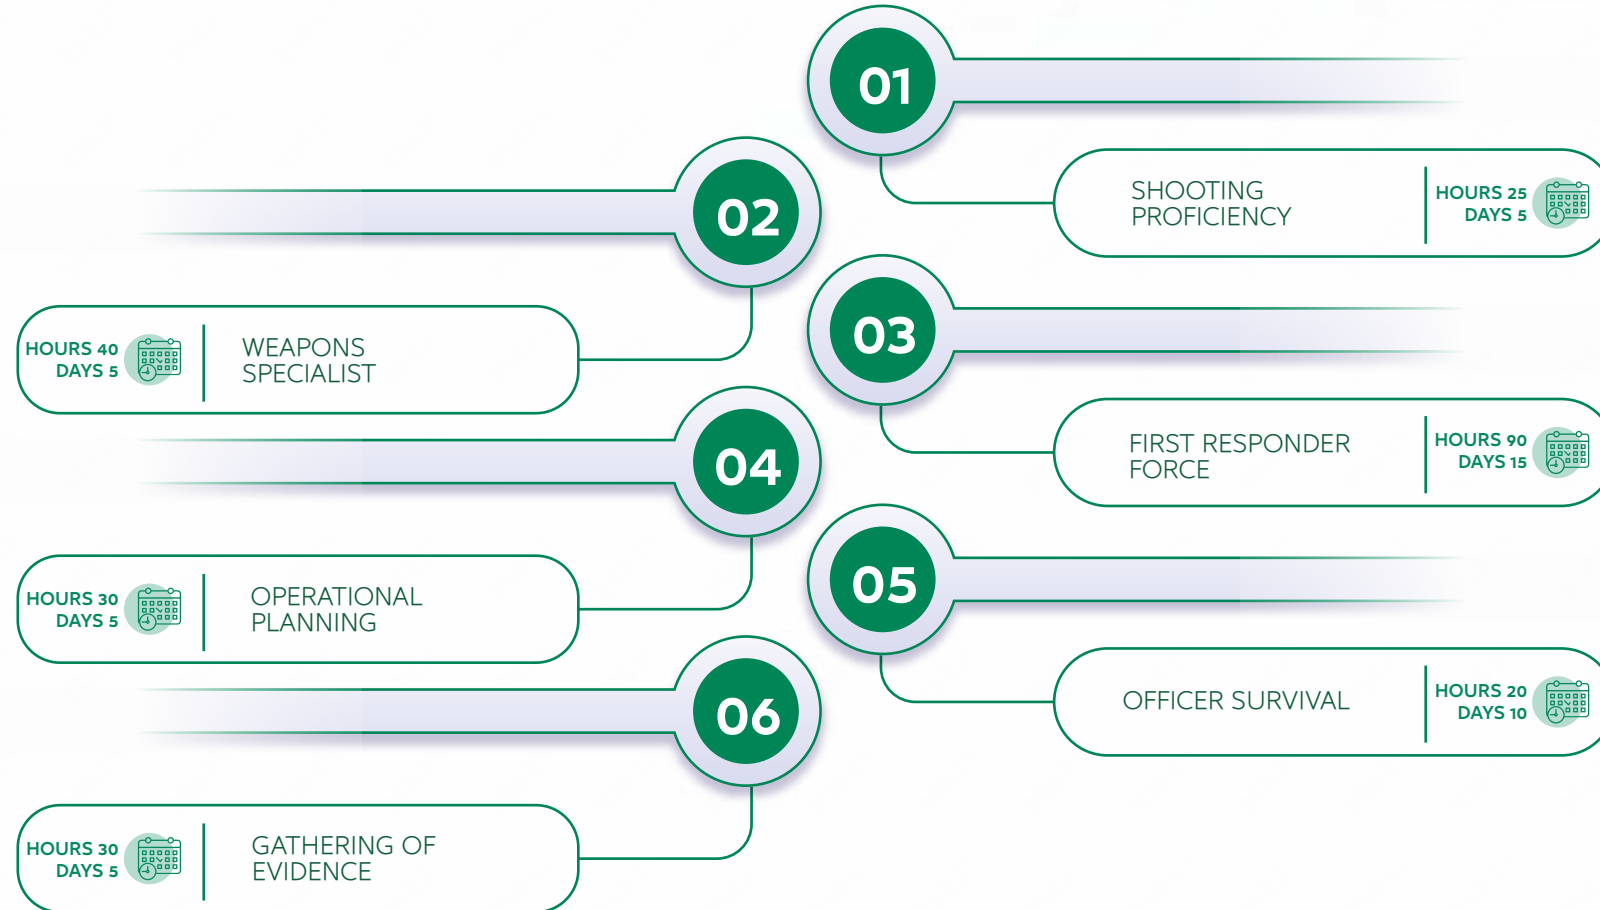 01
SHOOTING
PROFICIENCY
HOURS 25
DAYS 5
02
HOURS 40
DAYS 5
WEAPONS
SPECIALIST
03
FIRST RESPONDER
FORCE
HOURS 90
DAYS 15
04
HOURS 30
DAYS 5
OPERATIONAL
PLANNING
05
OFFICER SURVIVAL
HOURS 20
DAYS 10
06
HOURS 30
DAYS 5
GATHERING OF
EVIDENCE